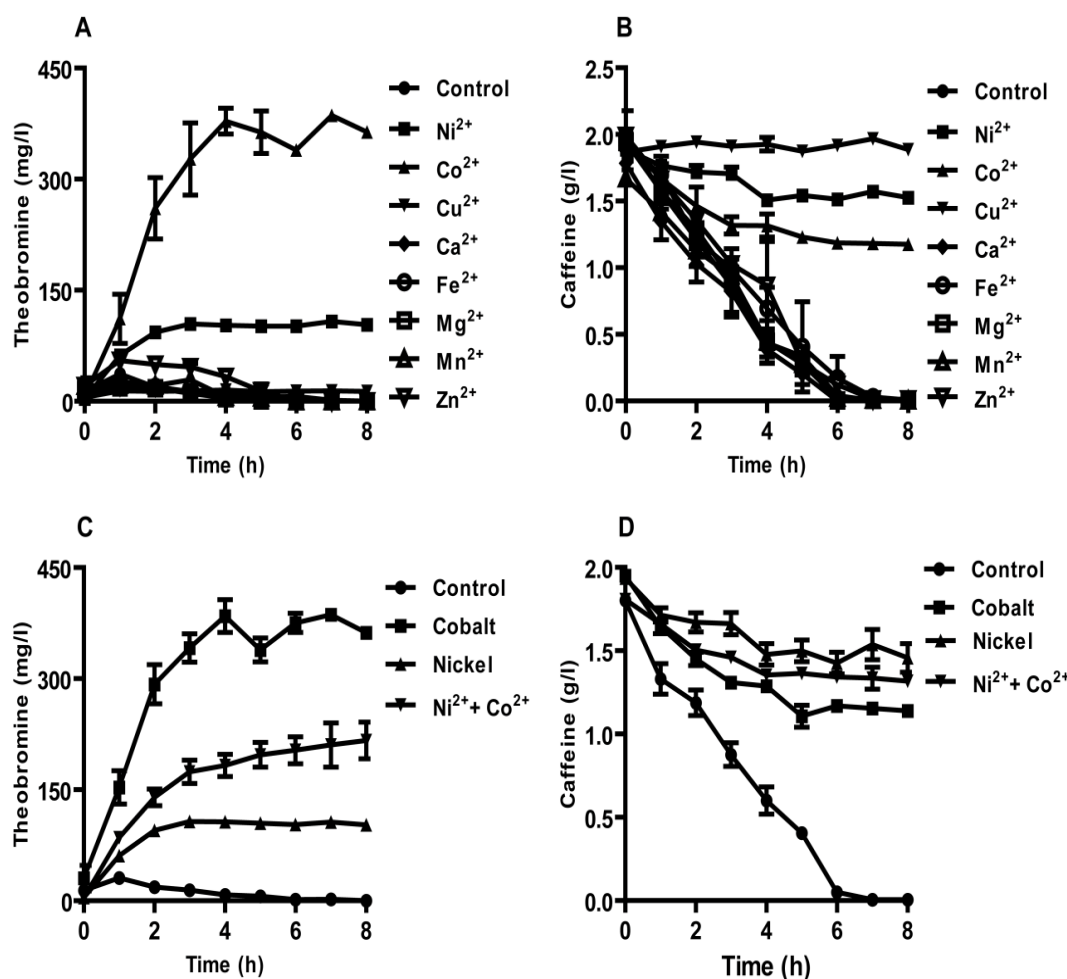 A
Theobromine (mg/l)
450
300
150
0
0 2 4 6 8
Time (h)
Control
Ni²⁺
Co²⁺
Cu²⁺
Ca²⁺
Fe²⁺
Mg²⁺
Mn²⁺
Zn²⁺
B
Caffeine (g/l)
2.5
2.0
1.5
1.0
0.5
0.0
0 2 4 6 8
Time (h)
Control
Ni²⁺
Co²⁺
Cu²⁺
Ca²⁺
Fe²⁺
Mg²⁺
Mn²⁺
Zn²⁺
C
Theobromine (mg/l)
450
300
150
0
0 2 4 6 8
Time (h)
Control
Cobalt
Nickel
Ni²⁺+ Co²⁺
D
Caffeine (g/l)
2.0
1.5
1.0
0.5
0.0
0 2 4 6 8
Time (h)
Control
Cobalt
Nickel
Ni²⁺+ Co²⁺